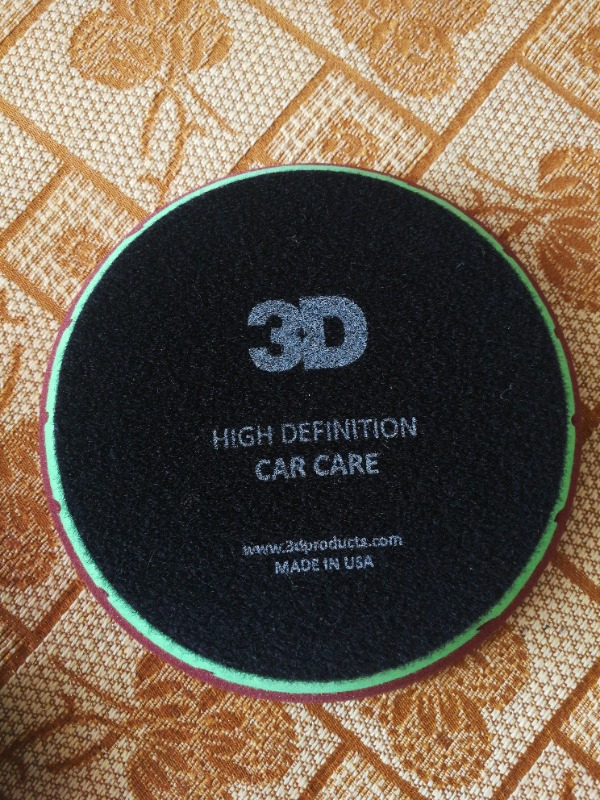 3D
HIGH DEFINITION
CAR CARE
www.3dproducts.com
MADE IN USA